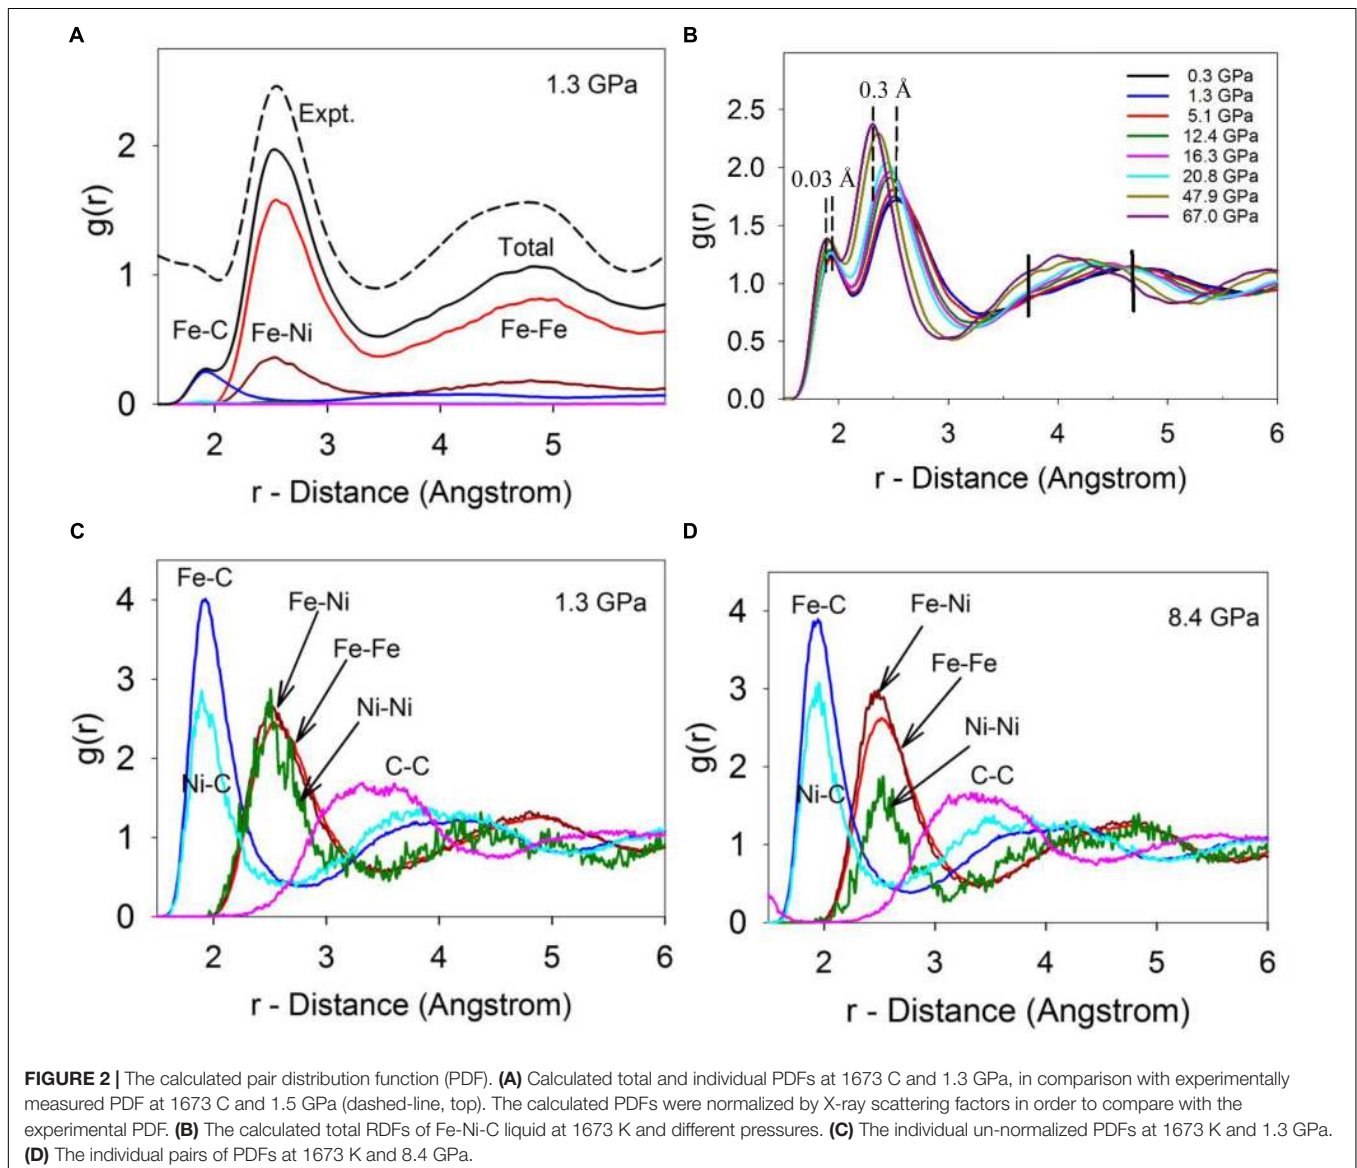 A
1.3 GPa
Expt.
Total
Fe-C
Fe-Ni
Fe-Fe
g(r)
2
1
0
2 3 4 5
r - Distance (Angstrom)
B
0.3 GPa
1.3 GPa
5.1 GPa
12.4 GPa
16.3 GPa
20.8 GPa
47.9 GPa
67.0 GPa
0.3 Å
0.03 Å
g(r)
2.5
2.0
1.5
1.0
0.5
0.0
2 3 4 5 6
r - Distance (Angstrom)
C
Fe-C
1.3 GPa
Fe-Ni
Fe-Fe
Ni-Ni
Ni-C
C-C
g(r)
4
3
2
1
0
2 3 4 5 6
r - Distance (Angstrom)
D
Fe-C
Fe-Ni
8.4 GPa
Fe-Fe
Ni-Ni
C-C
Ni-C
g(r)
4
3
2
1
0
2 3 4 5 6
r - Distance (Angstrom)
FIGURE 2 | The calculated pair distribution function (PDF). (A) Calculated total and individual PDFs at 1673 C and 1.3 GPa, in comparison with experimentally
measured PDF at 1673 C and 1.5 GPa (dashed-line, top). The calculated PDFs were normalized by X-ray scattering factors in order to compare with the
experimental PDF. (B) The calculated total RDFs of Fe-Ni-C liquid at 1673 K and different pressures. (C) The individual un-normalized PDFs at 1673 K and 1.3 GPa.
(D) The individual pairs of PDFs at 1673 K and 8.4 GPa.